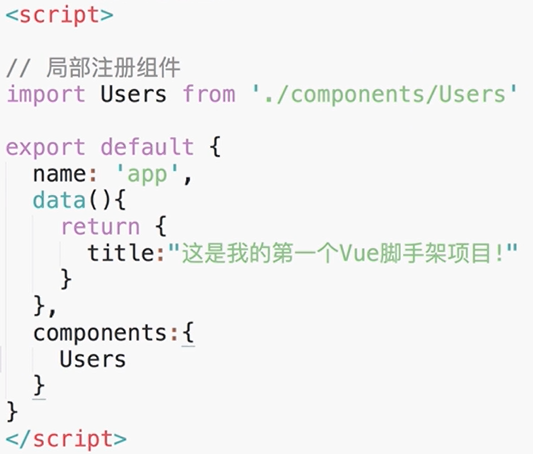 <script>
// 局部注册组件
import Users from './components/Users'
export default {
name: 'app',
data(){
return {
title:"这是我的第一个Vue脚手架项目!"
}
},
components:{
Users
}
}
</script>